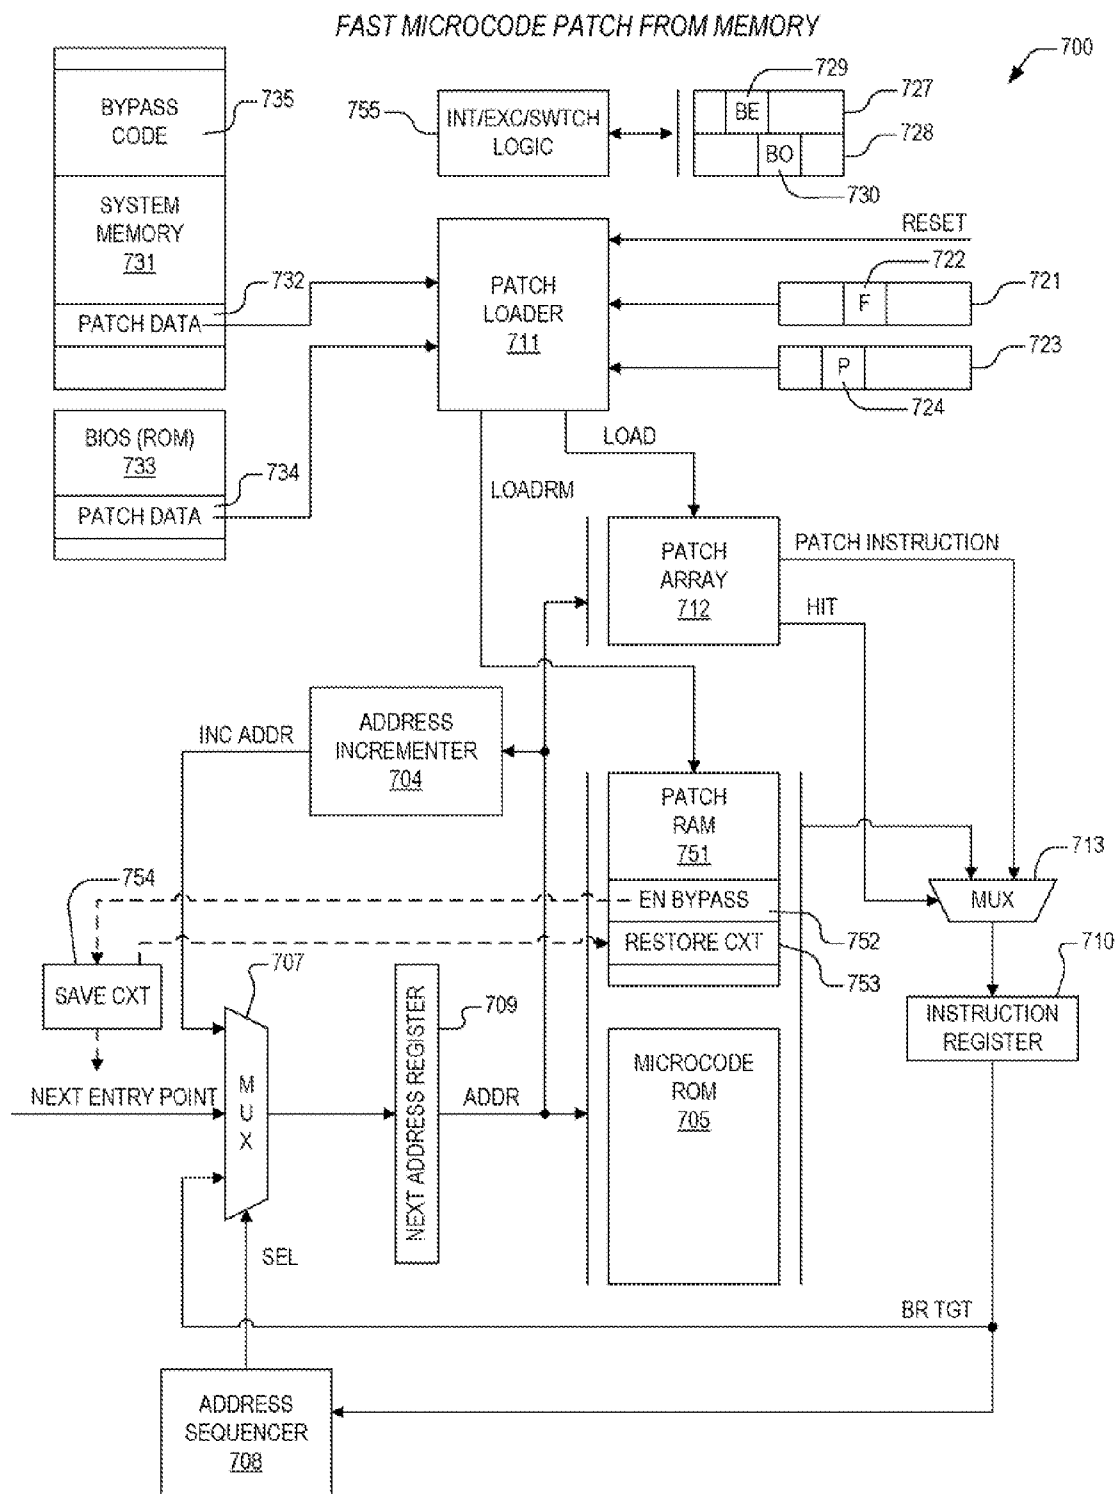 FAST MICROCODE PATCH FROM MEMORY
700
BYPASS
CODE
735
SYSTEM
MEMORY
731
732
PATCH DATA
BIOS (ROM)
733
734
PATCH DATA
755
INT/EXC/SWTCH
LOGIC
729
BE
727
728
BO
730
RESET
722
F
721
723
P
724
PATCH
LOADER
711
LOAD
LOADRM
PATCH
ARRAY
712
PATCH INSTRUCTION
HIT
INC ADDR
ADDRESS
INCREMENTER
704
PATCH
RAM
751
EN BYPASS
752
RESTORE CXT
753
713
MUX
710
INSTRUCTION
REGISTER
754
SAVE CXT
707
MUX
709
NEXT ADDRESS REGISTER
NEXT ENTRY POINT
ADDR
MICROCODE
ROM
705
SEL
BR TGT
ADDRESS
SEQUENCER
708